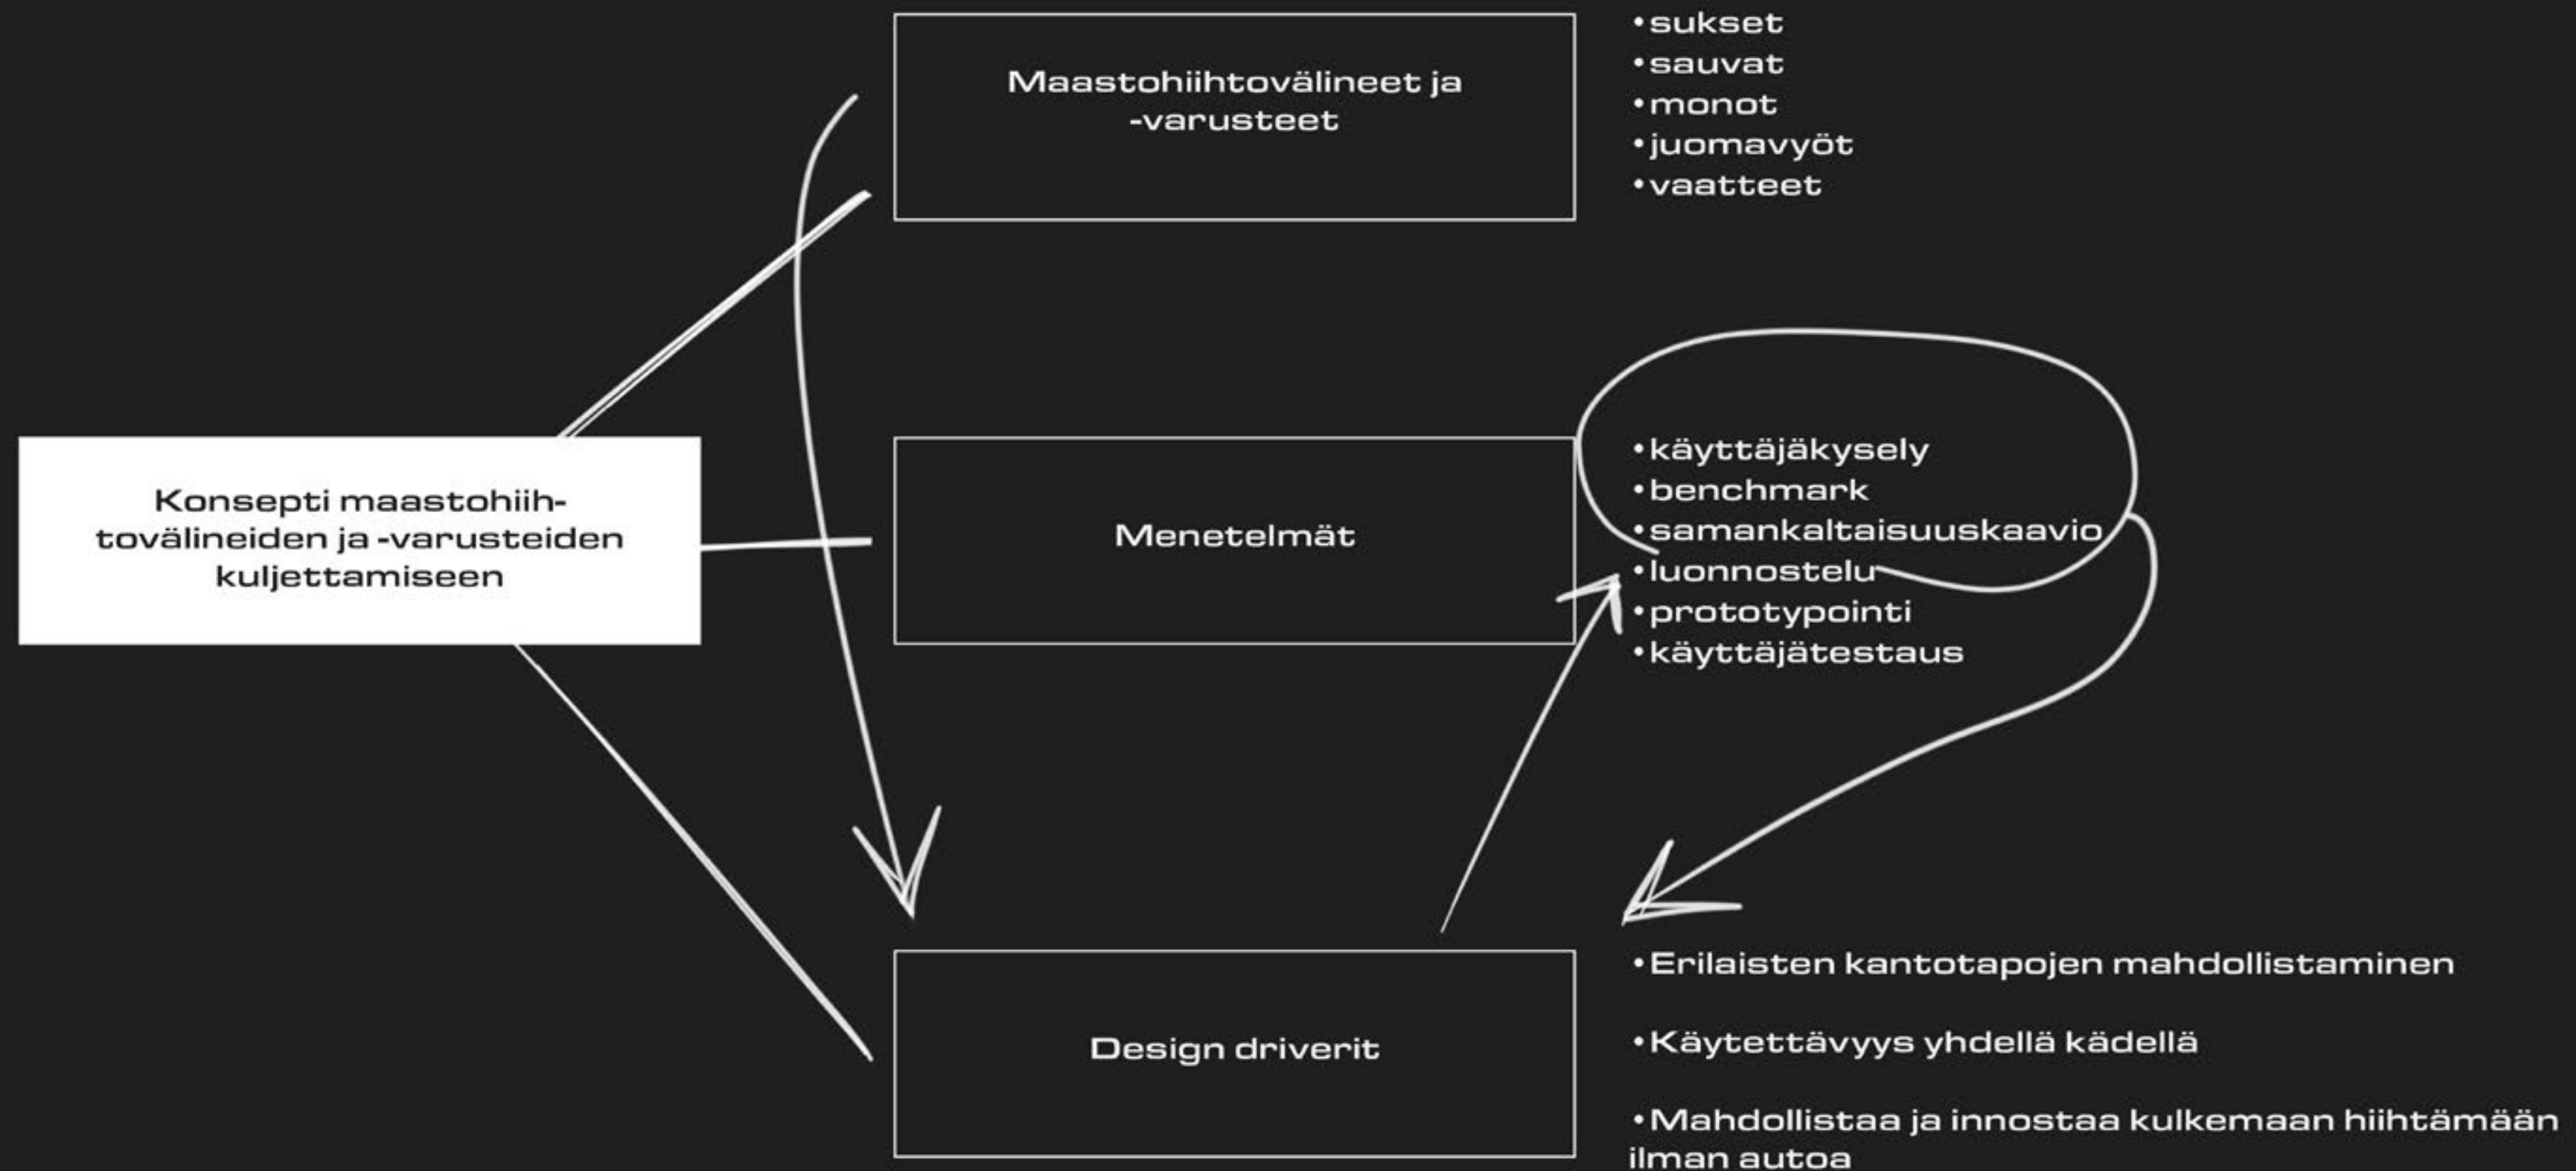 Maastohiihtovälineet ja
-varusteet
•sukset
•sauvat
•monot
•juomavyöt
•vaatteet
Konsepti maastohiih-
tovälineiden ja -varusteiden
kuljettamiseen
Menetelmät
•käyttäjäkysely
•benchmark
•samankaltaisuuskaavio
•luonnostelu
•prototypointi
•käyttäjätestaus
Design driverit
•Erilaisten kantotapojen mahdollistaminen
•Käytettävyys yhdellä kädellä
•Mahdollistaa ja innostaa kulkemaan hiihtämään
ilman autoa